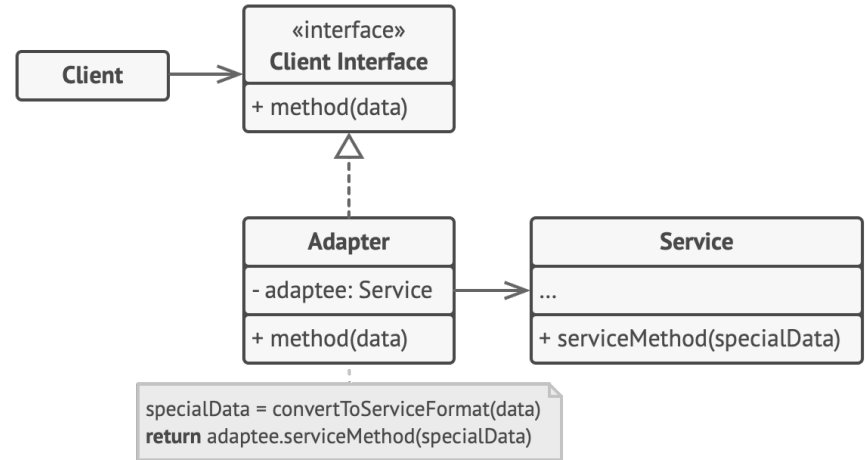 Client
«interface»
Client Interface
+ method(data)
Adapter
- adaptee: Service
+ method(data)
Service
...
+ serviceMethod(specialData)
specialData = convertToServiceFormat(data)
return adaptee.serviceMethod(specialData)